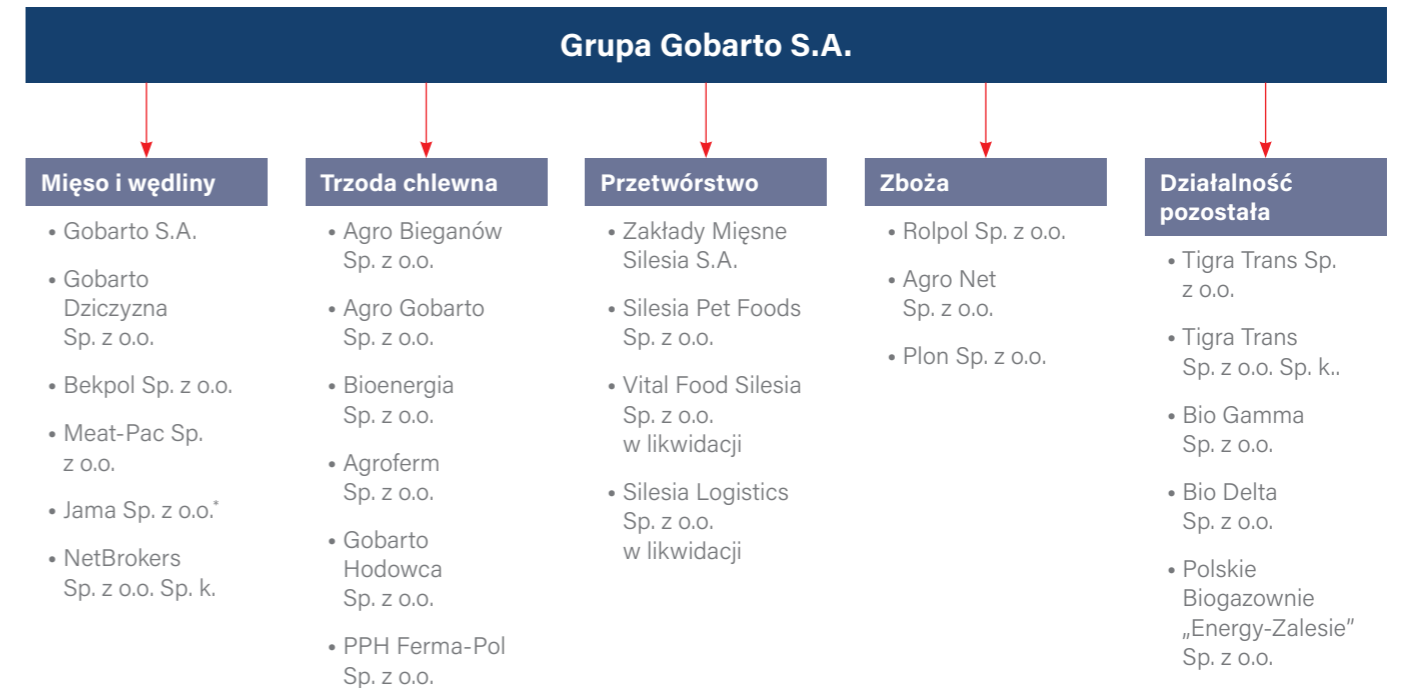 Grupa Gobarto S.A.
Mięso i wędliny
• Gobarto S.A.
• Gobarto
Dziczyzna
Sp. z o.o.
• Bekpol Sp. z o.o.
• Meat-Pac Sp.
z o.o.
• Jama Sp. z o.o.*
• NetBrokers
Sp. z o.o. Sp. k.
Trzoda chlewna
• Agro Bieganów
Sp. z o.o.
• Agro Gobarto
Sp. z o.o.
• Bioenergia
Sp. z o.o.
• Agroferm
Sp. z o.o.
• Gobarto
Hodowca
Sp. z o.o.
• PPH Ferma-Pol
Sp. z o.o.
Przetwórstwo
• Zakłady Mięsne
Silesia S.A.
• Silesia Pet Foods
Sp. z o.o.
• Vital Food Silesia
Sp. z o.o.
w likwidacji
• Silesia Logistics
Sp. z o.o.
w likwidacji
Zboża
• Rolpol Sp. z o.o.
• Agro Net
Sp. z o.o.
• Plon Sp. z o.o.
Działalność
pozostała
• Tigra Trans Sp.
z o.o.
• Tigra Trans
Sp. z o.o. Sp. k..
• Bio Gamma
Sp. z o.o.
• Bio Delta
Sp. z o.o.
• Polskie
Biogazownie
„Energy-Zalesie”
Sp. z o.o.